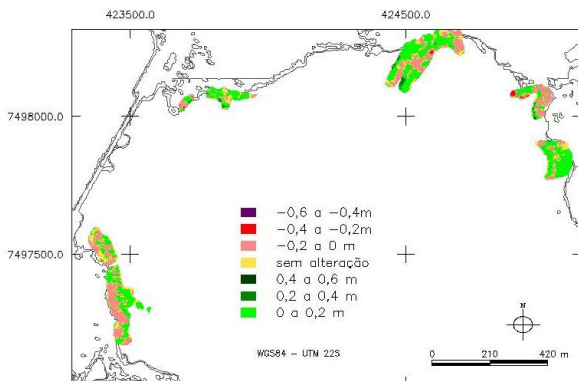 423500.0
424500.0
7498000.0
7497500.0
-0,6 a -0,4m
-0,4 a -0,2m
-0,2 a 0 m
sem alteração
0,4 a 0,6 m
0,2 a 0,4 m
0 a 0,2 m
N
WGS84 - UTM 22S
0 210 420 m